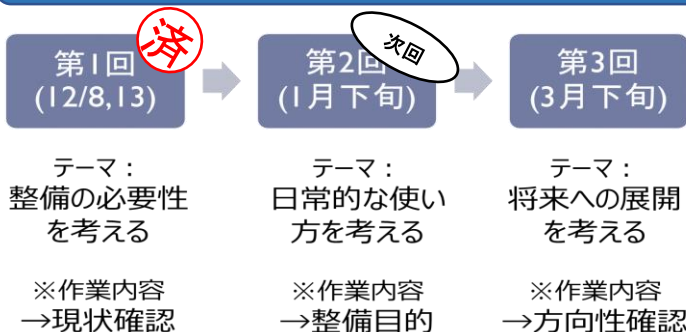 第1回
(12/8,13)
済
第2回
(1月下旬)
次回
第3回
(3月下旬)
テーマ：
整備の必要性
を考える
※作業内容
→現状確認
テーマ：
日常的な使い
方を考える
※作業内容
→整備目的
テーマ：
将来への展開
を考える
※作業内容
→方向性確認